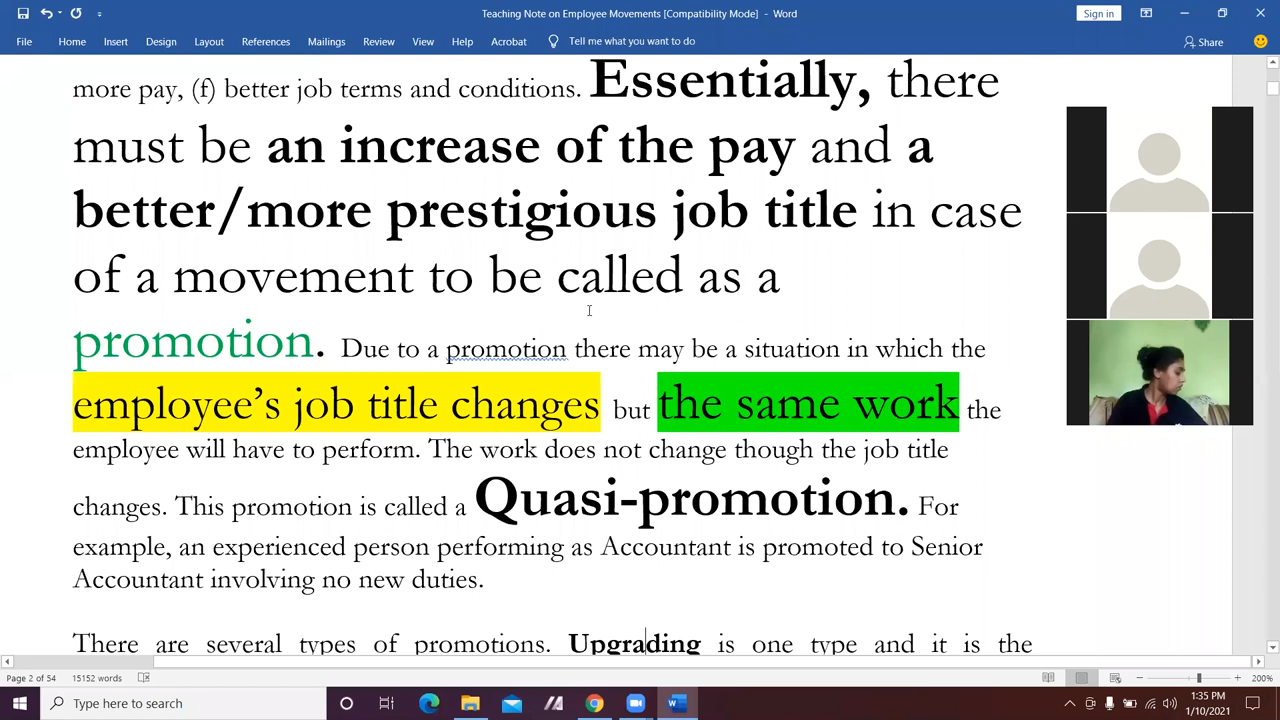 Teaching Note on Employee Movements [Compatibility Mode] - Word
Sign in
File Home Insert Design Layout References Mailings Review View Help Acrobat Tell me what you want to do Share
more pay, (f) better job terms and conditions. Essentially, there
must be an increase of the pay and a
better/more prestigious job title in case
of a movement to be called as a
promotion. Due to a promotion there may be a situation in which the
employee's job title changes but the same work the
employee will have to perform. The work does not change though the job title
changes. This promotion is called a Quasi-promotion. For
example, an experienced person performing as Accountant is promoted to Senior
Accountant involving no new duties.
There are several types of promotions. Upgrading is one type and it is the
Page 2 of 54 15152 words 200%
Type here to search
1:35 PM
1/10/2021